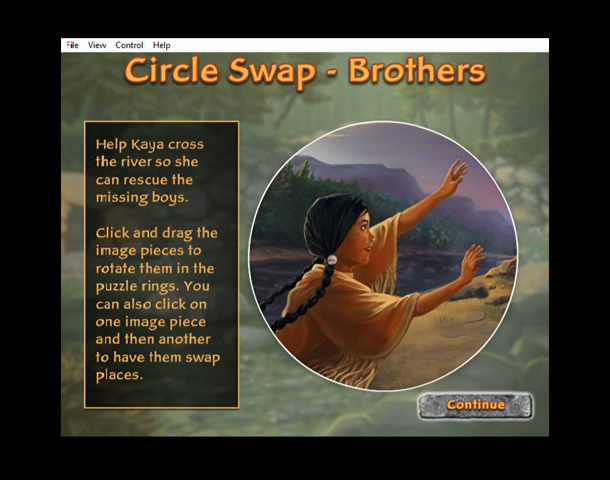 File View Control Help
Circle Swap - Brothers
Help Kaya cross
the river so she
can rescue the
missing boys.
Click and drag the
image pieces to
rotate them in the
puzzle rings. You
can also click on
one image piece
and then another
to have them swap
places.
Continue